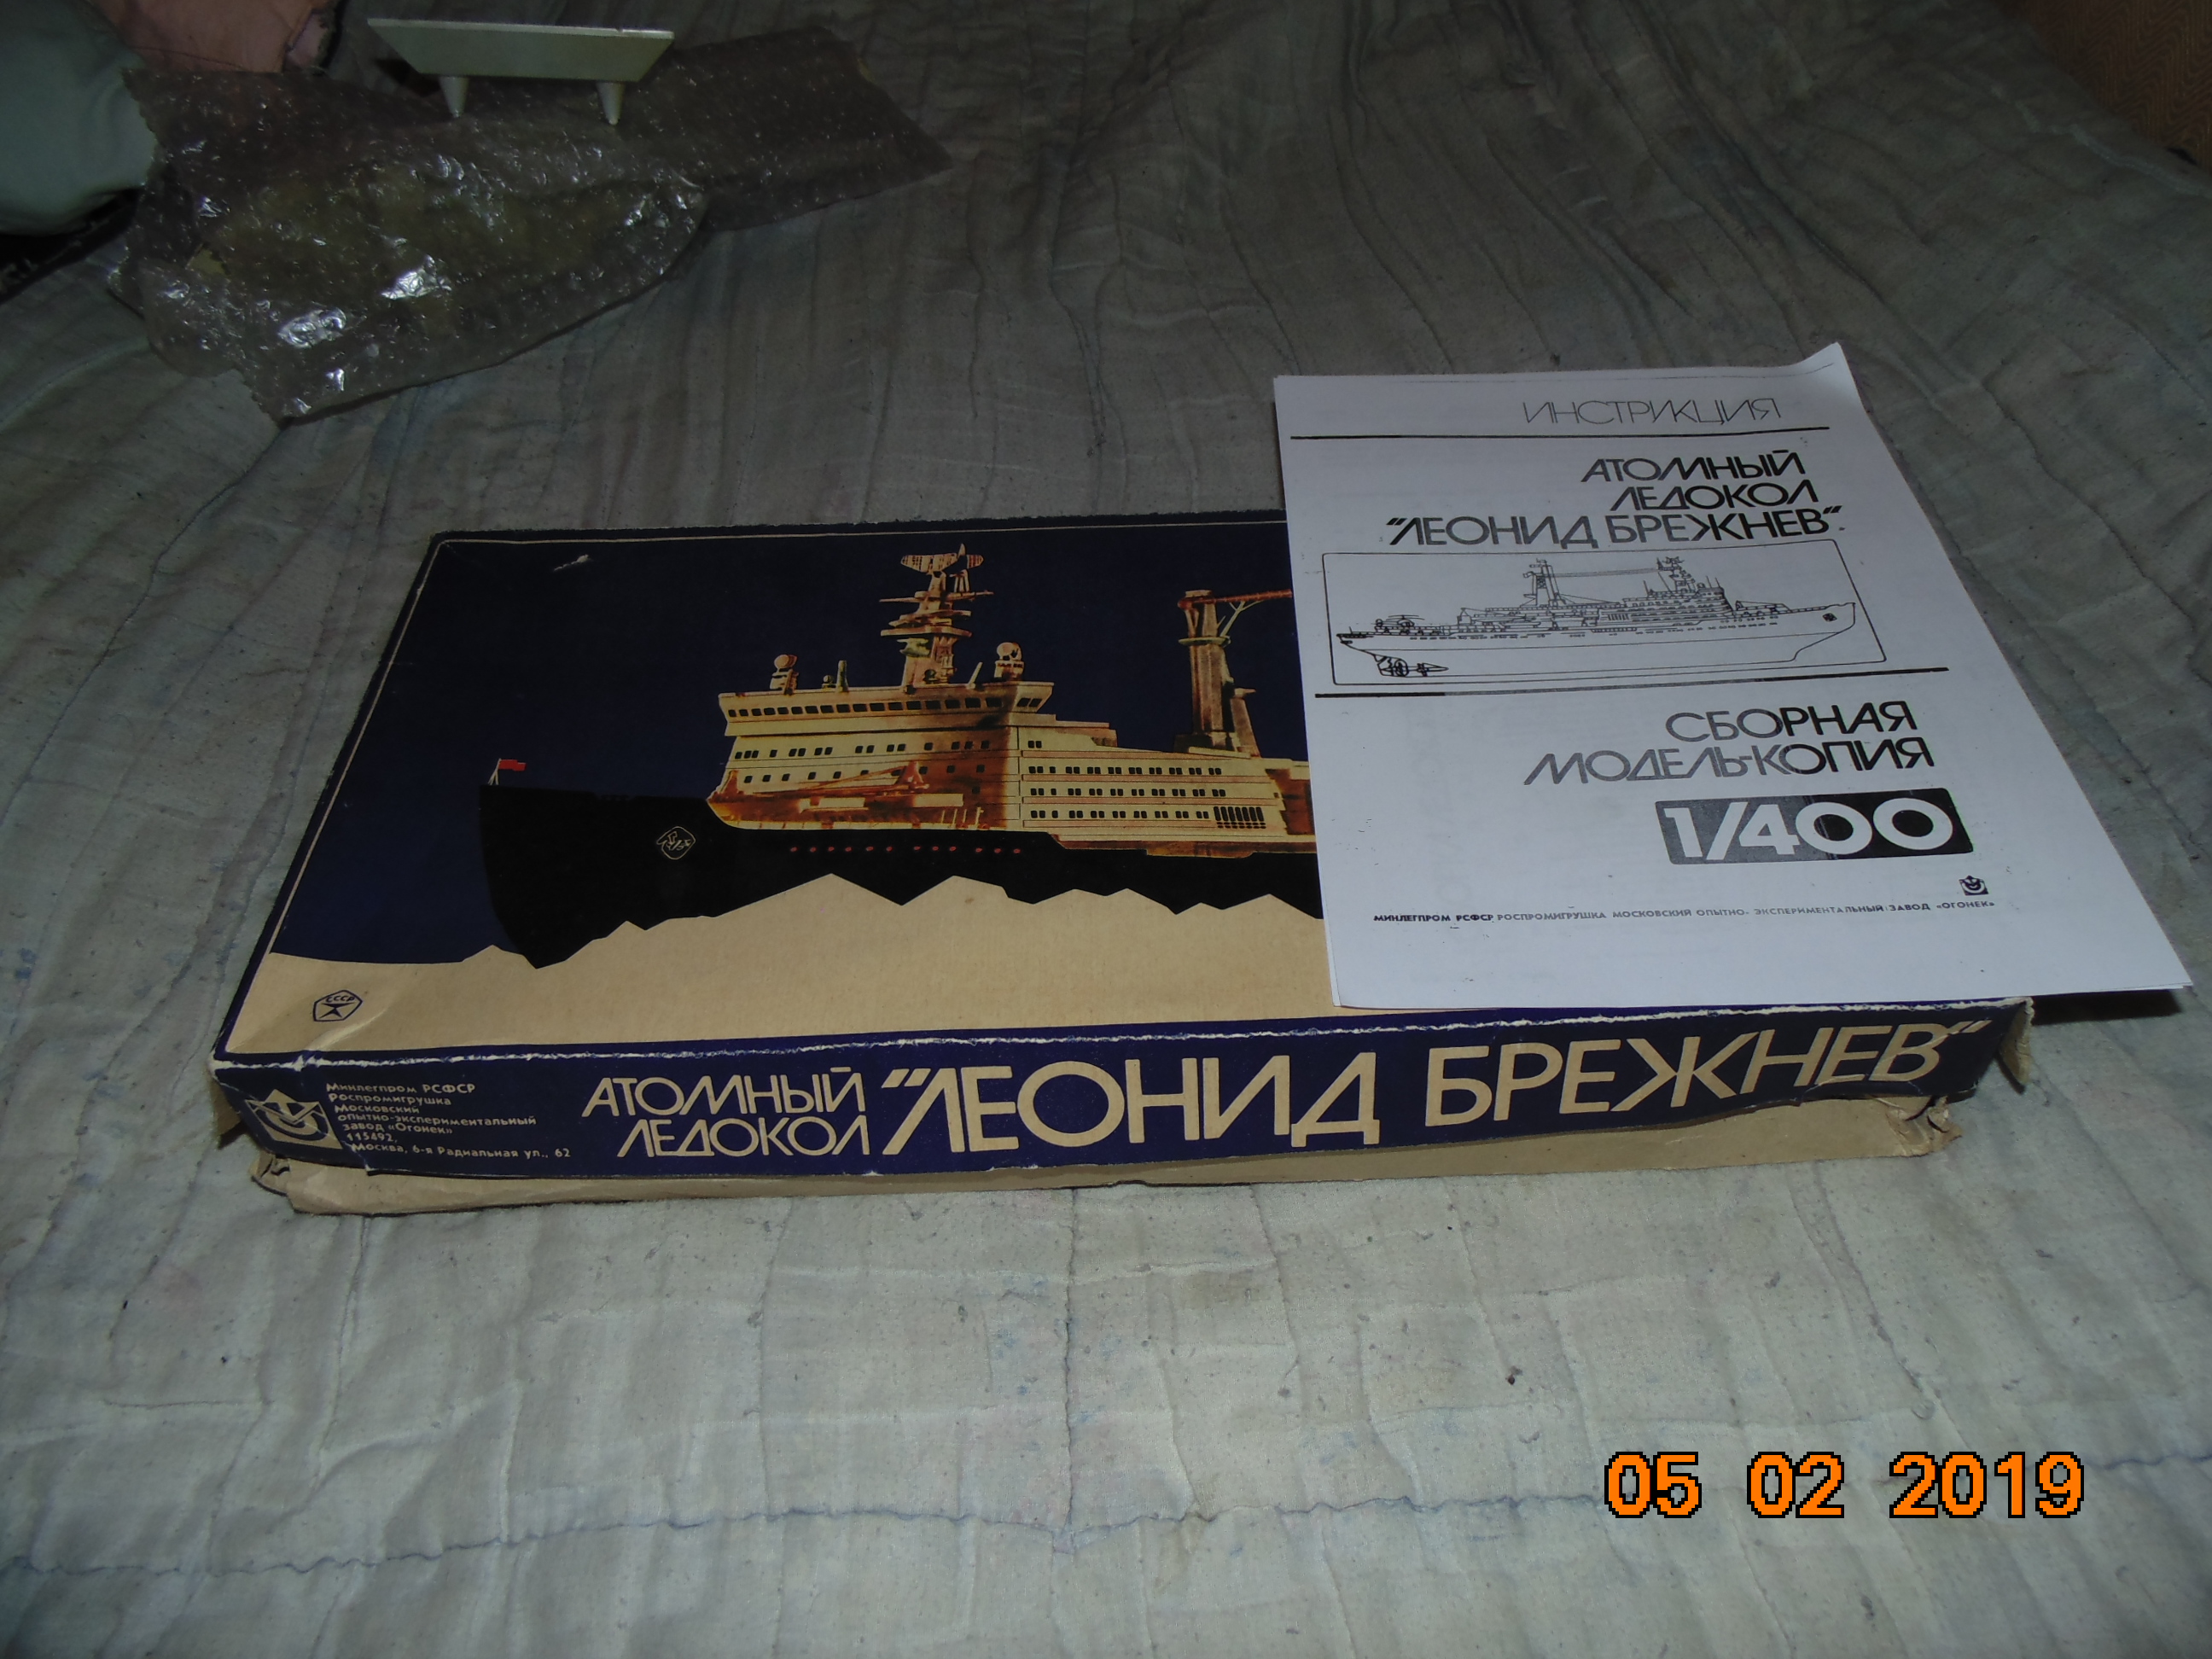 ИНСТРУКЦИЯ
АТОМНЫЙ
ЛЕДОКОЛ
"ЛЕОНИД БРЕЖНЕВ"
СБОРНАЯ
МОДЕЛЬ-КОПИЯ
1/400
МИНЛЕГПРОМ РСФСР РОСПРОМИГРУШКА МОСКОВСКИЙ ОПЫТНО- ЭКСПЕРИМЕНТАЛЬНЫЙ ЗАВОД «ОГОНЕК»
СССР
Минлегпром РСФСР
Роспромигрушка
Московский
опытно-экспериментальный
завод «Огонек»
115492,
Москва, 6-я Радиальная ул., 62
АТОМНЫЙ
ЛЕДОКОЛ
"ЛЕОНИД БРЕЖНЕВ"
05 02 2019